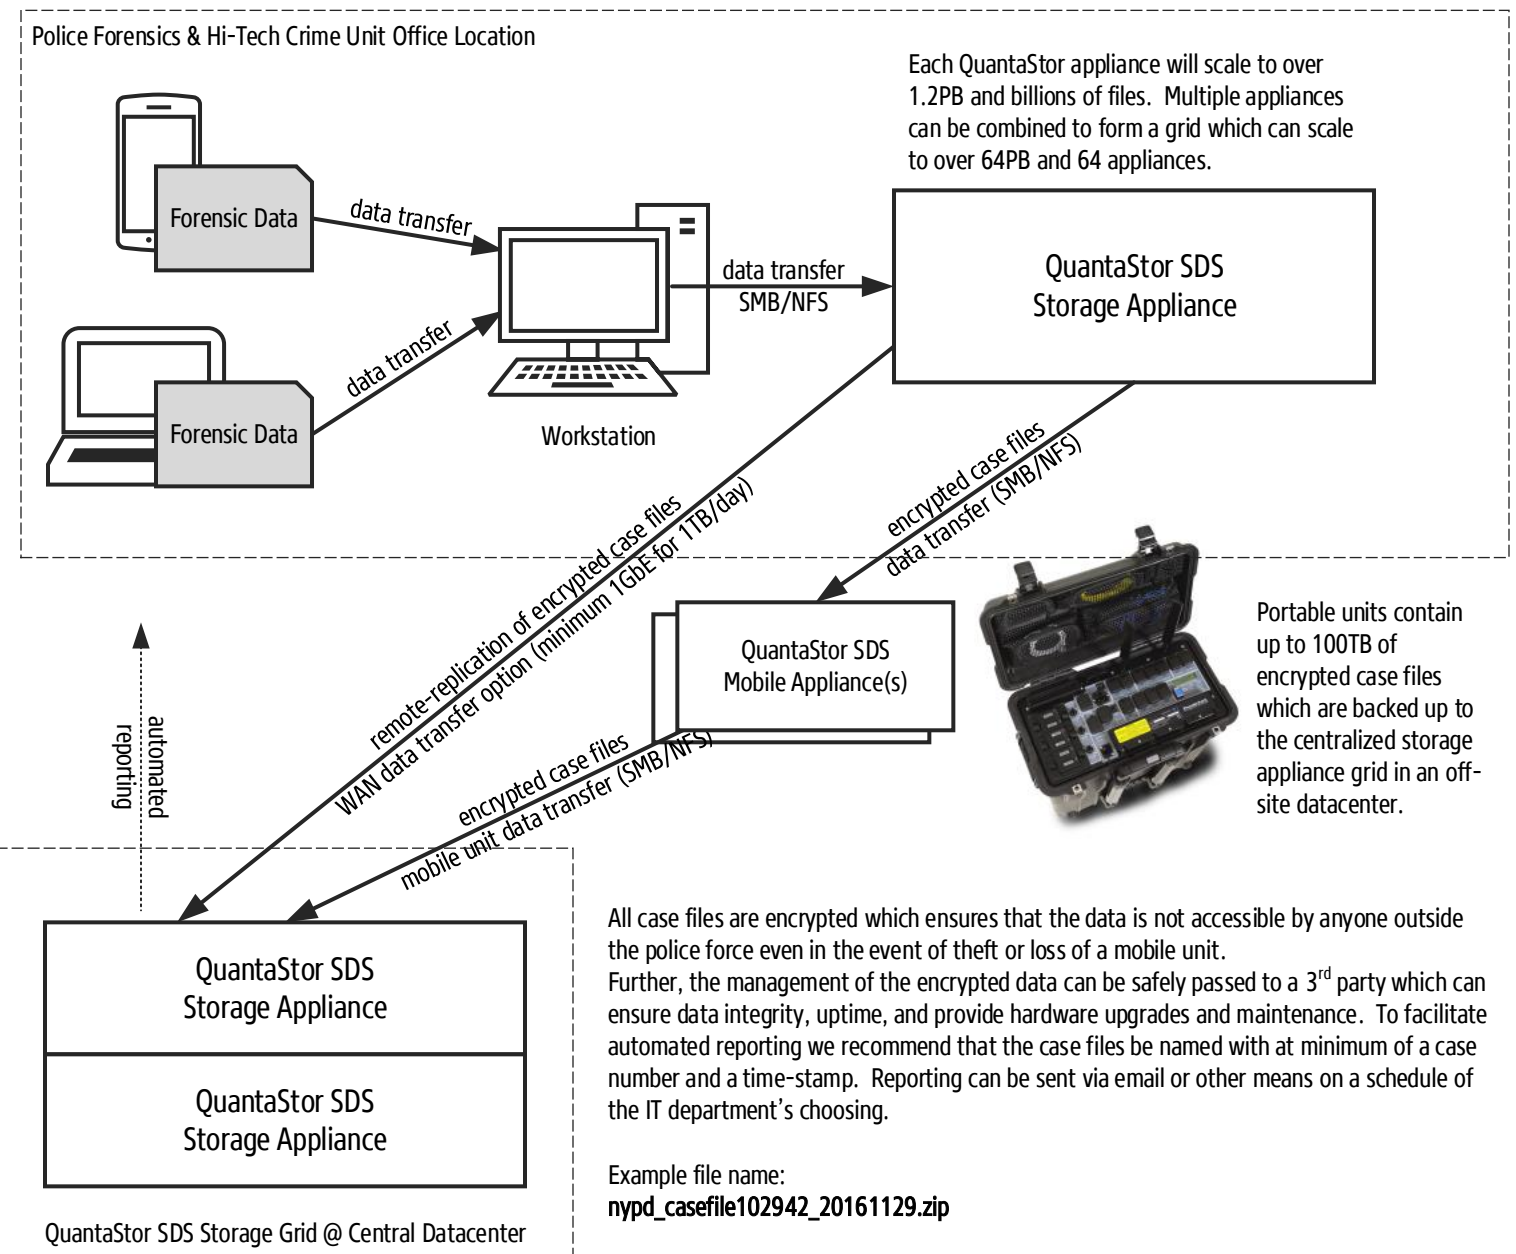 Police Forensics & Hi-Tech Crime Unit Office Location
Each QuantaStor appliance will scale to over
1.2PB and billions of files.  Multiple appliances
can be combined to form a grid which can scale
to over 64PB and 64 appliances.
Forensic Data
data transfer
data transfer
SMB/NFS
QuantaStor SDS
Storage Appliance
data transfer
Forensic Data
Workstation
encrypted case files
data transfer (SMB/NFS)
remote-replication of encrypted case files
WAN data transfer option (minimum 1GbE for 1TB/day)
QuantaStor SDS
Mobile Appliance(s)
Portable units contain
up to 100TB of
encrypted case files
which are backed up to
the centralized storage
appliance grid in an off-
site datacenter.
automated
reporting
encrypted case files
mobile unit data transfer (SMB/NFS)
QuantaStor SDS
Storage Appliance
QuantaStor SDS
Storage Appliance
QuantaStor SDS Storage Grid @ Central Datacenter
All case files are encrypted which ensures that the data is not accessible by anyone outside
the police force even in the event of theft or loss of a mobile unit.
Further, the management of the encrypted data can be safely passed to a 3rd party which can
ensure data integrity, uptime, and provide hardware upgrades and maintenance.  To facilitate
automated reporting we recommend that the case files be named with at minimum of a case
number and a time-stamp.  Reporting can be sent via email or other means on a schedule of
the IT department's choosing.
Example file name:
nypd_casefile102942_20161129.zip